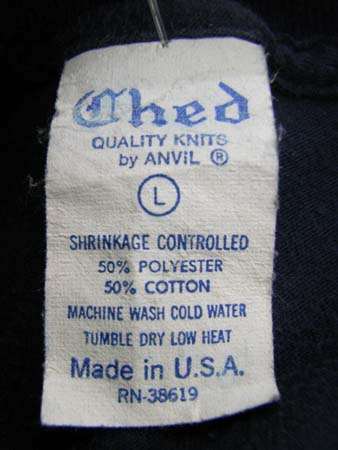 Ched
QUALITY KNITS
by ANVIL ®
L
SHRINKAGE CONTROLLED
50% POLYESTER
50% COTTON
MACHINE WASH COLD WATER
TUMBLE DRY LOW HEAT
Made in U.S.A.
RN-38619